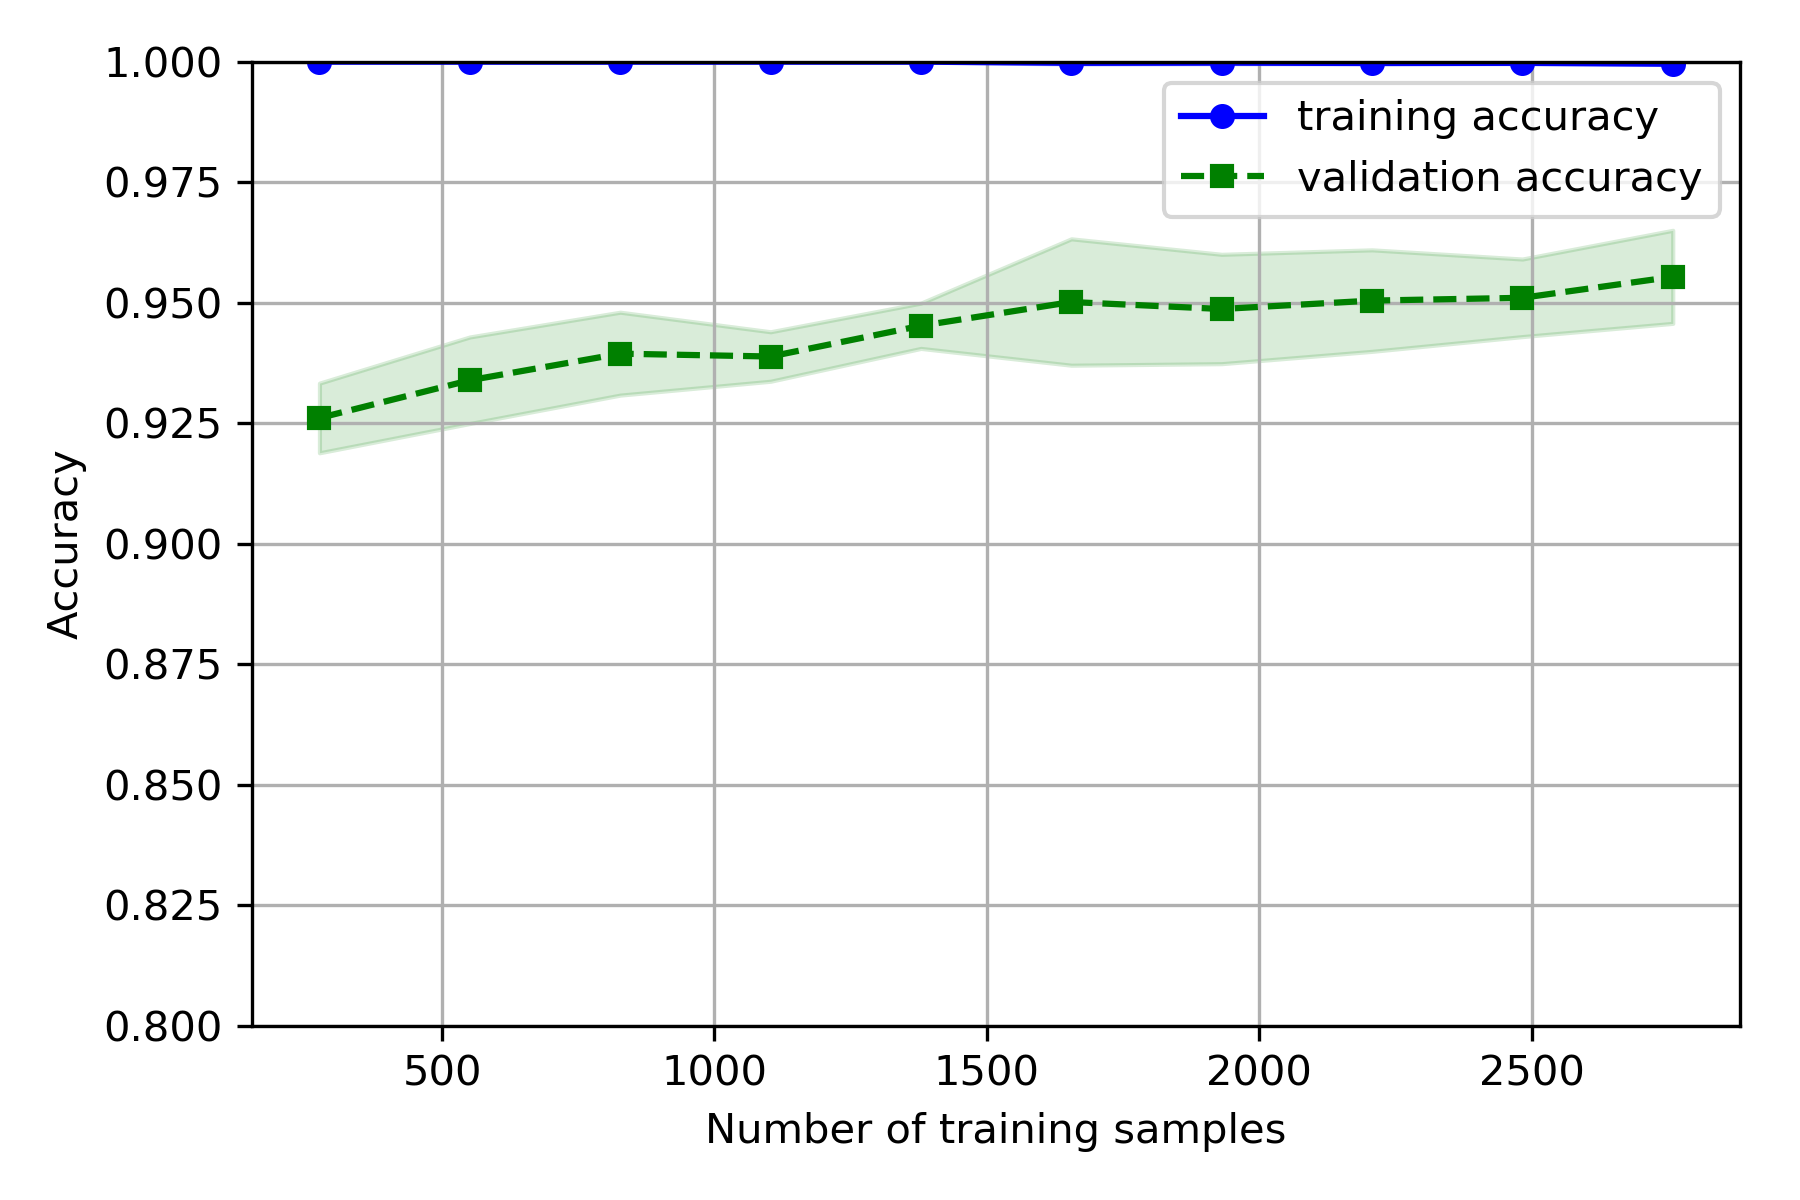 1.000
0.975
0.950
0.925
0.900
0.875
0.850
0.825
0.800
Accuracy
training accuracy
validation accuracy
500 1000 1500 2000 2500
Number of training samples